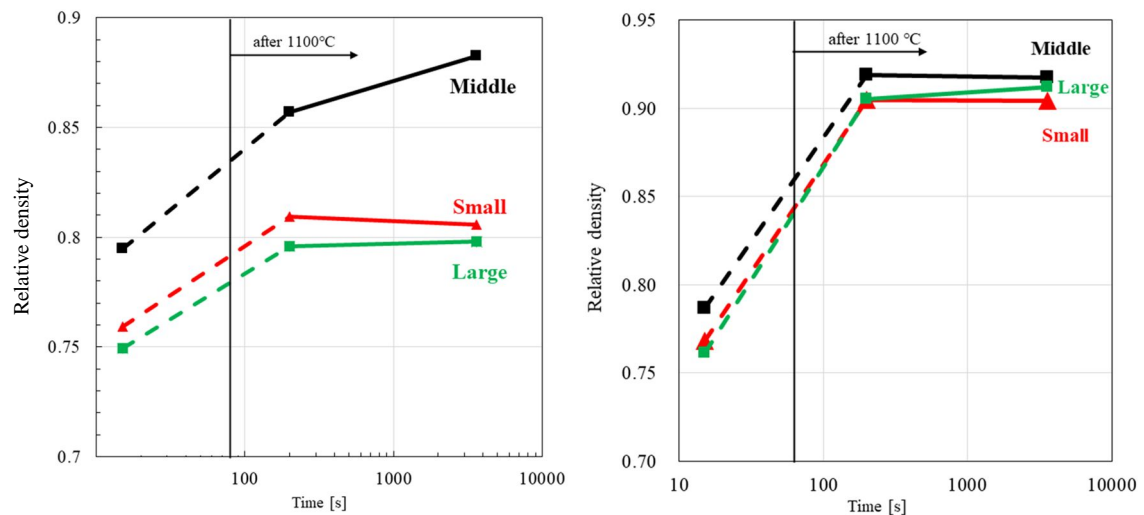 0.9
0.85
0.8
0.75
0.7
Relative density
after 1100℃
Middle
Small
Large
100
1000
10000
Time [s]
0.95
0.90
0.85
0.80
0.75
0.70
Relative density
after 1100 ℃
Middle
Large
Small
10
100
1000
10000
Time [s]